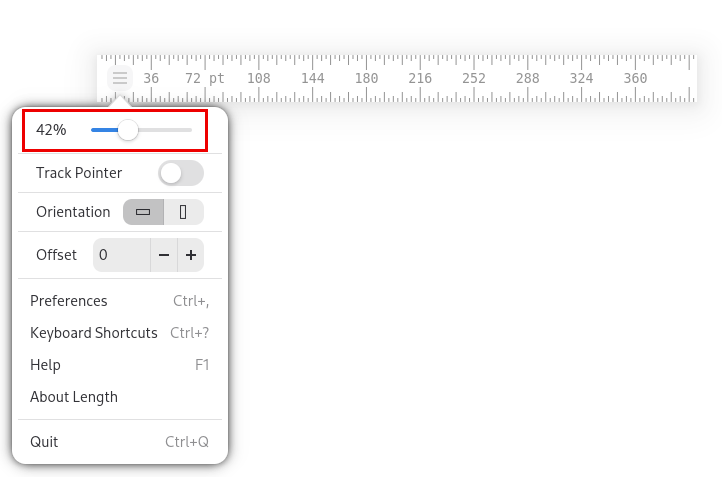 36 72 pt 108 144 180 216 252 288 324 360
42%
Track Pointer
Orientation
Offset 0 − +
Preferences Ctrl+,
Keyboard Shortcuts Ctrl+?
Help F1
About Length
Quit Ctrl+Q